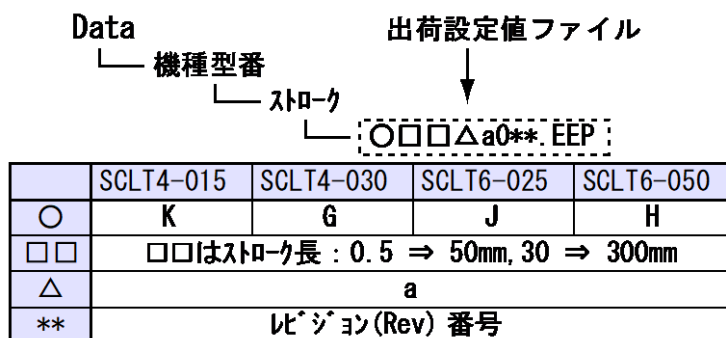 Data
出荷設定値ファイル
機種型番
ストローク
○□□△a0**.EEP
SCLT4-015 SCLT4-030 SCLT6-025 SCLT6-050
○ K G J H
□□ □□はストローク長：0.5 ⇒ 50mm,30 ⇒ 300mm
△ a
** レビジョン(Rev) 番号